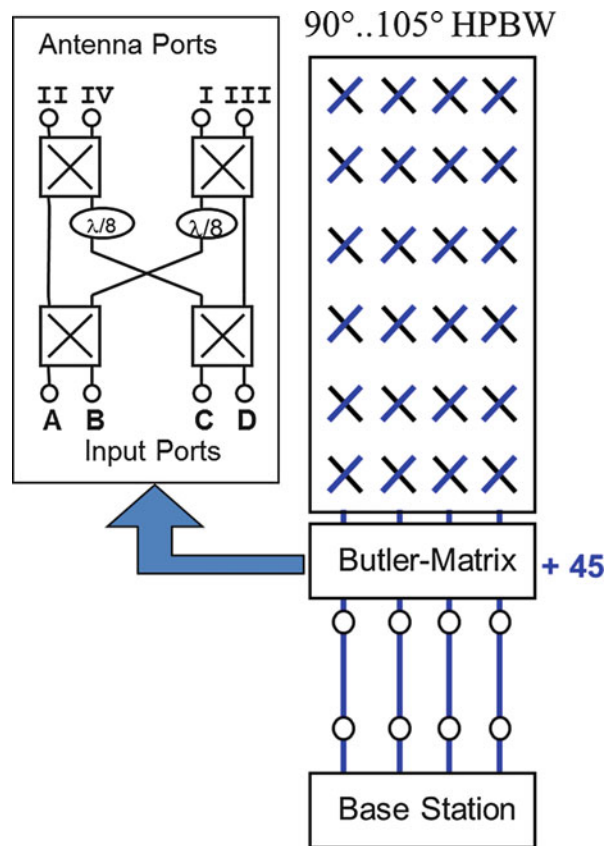 90°..105° HPBW
Antenna Ports
II IV I III
λ/8 λ/8
A B C D
Input Ports
Butler-Matrix + 45
Base Station